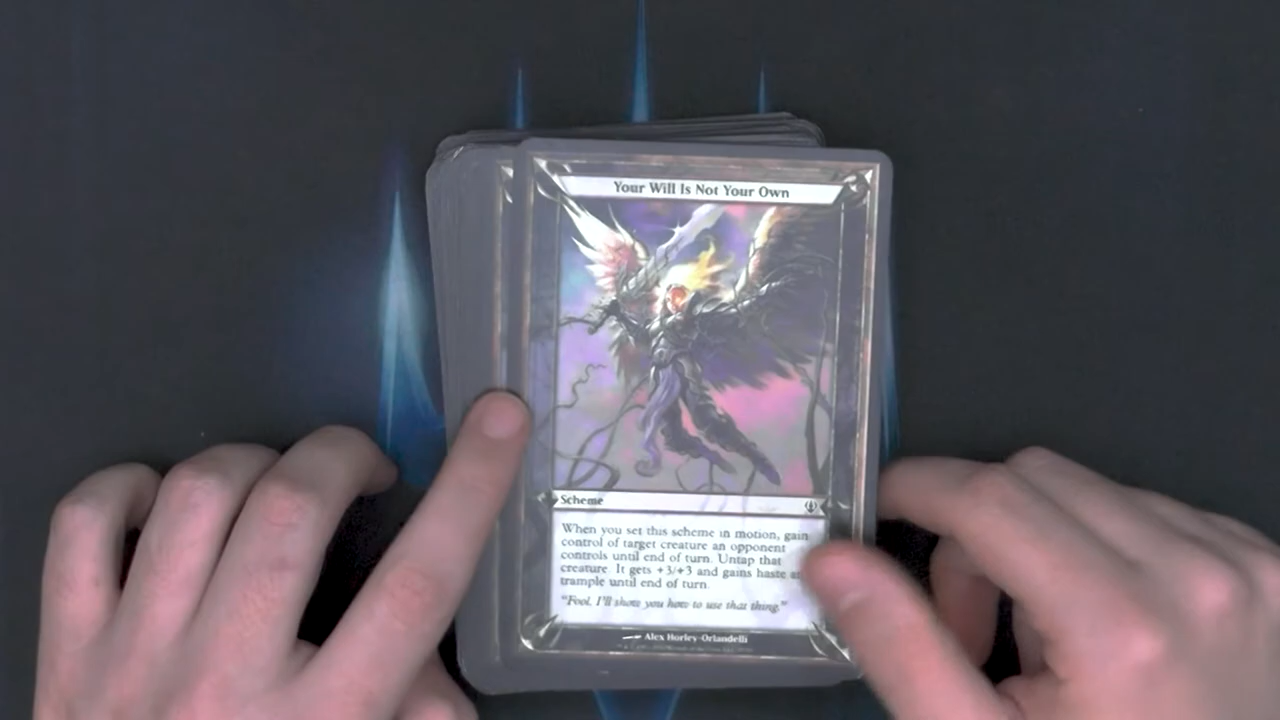 Your Will Is Not Your Own
Scheme
When you set this scheme in motion, gain
control of target creature an opponent
controls until end of turn. Untap that
creature. It gets +3/+3 and gains haste
trample until end of turn.
"Fool. I'll show you how to use that thing."
Alex Horley-Orlandelli